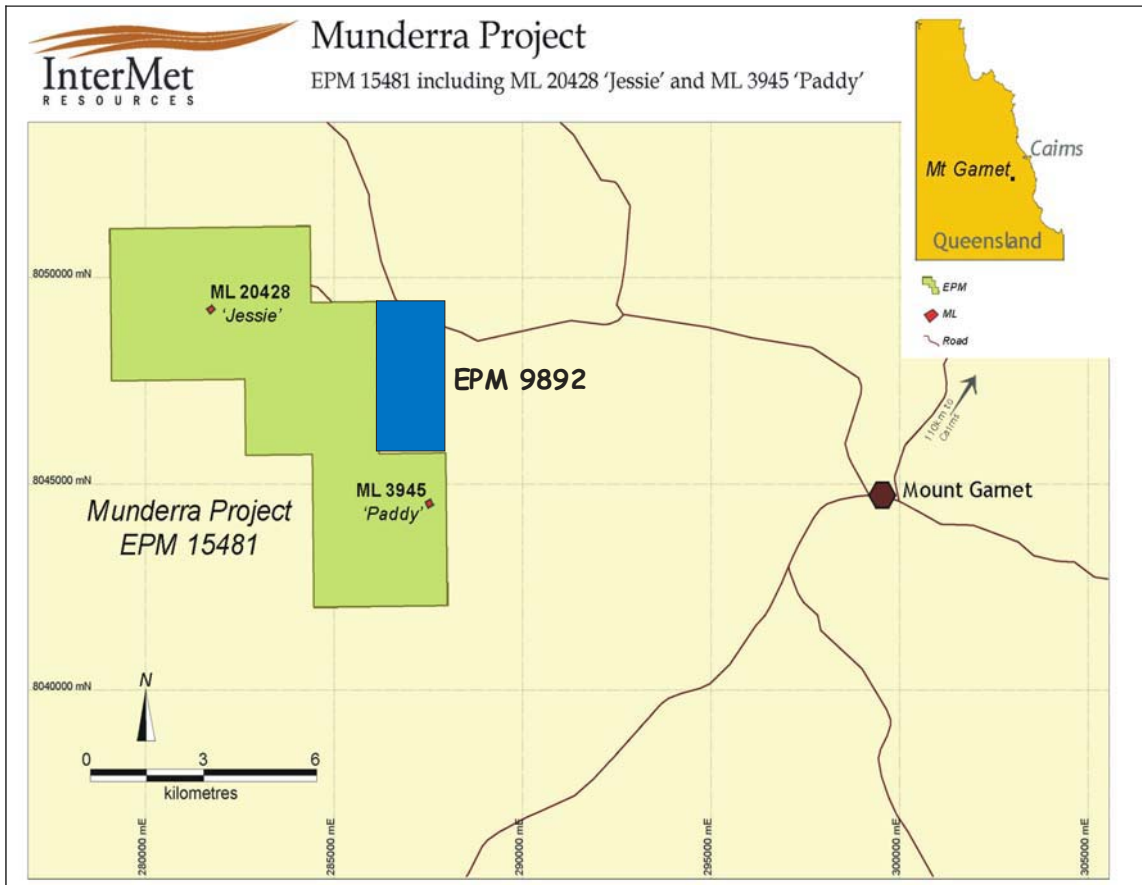 InterMet
RESOURCES
Munderra Project
EPM 15481 including ML 20428 ‘Jessie’ and ML 3945 ‘Paddy’
Cairns
Mt Garnet
Queensland
EPM
ML
Road
8050000 mN
ML 20428
'Jessie'
EPM 9892
110km to
Cairns
8045000 mN
ML 3945
'Paddy'
Mount Garnet
Munderra Project
EPM 15481
8040000 mN
N
0 3 6
kilometres
280000 mE
285000 mE
290000 mE
295000 mE
300000 mE
305000 mE